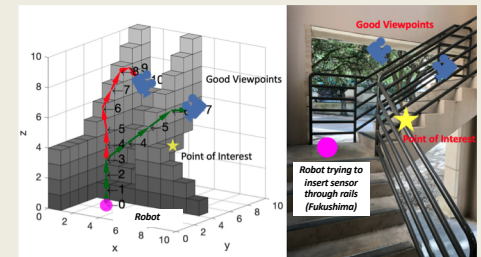 10
8
6
4
2
0
z
0
2
4
6
8
10
x
0
2
4
6
8
10
y
0
1
2
3
4
5
6
7
8
9
10
4
5
7
Good Viewpoints
Point of Interest
Robot
Good Viewpoints
Point of Interest
Robot trying to
insert sensor
through rails
(Fukushima)